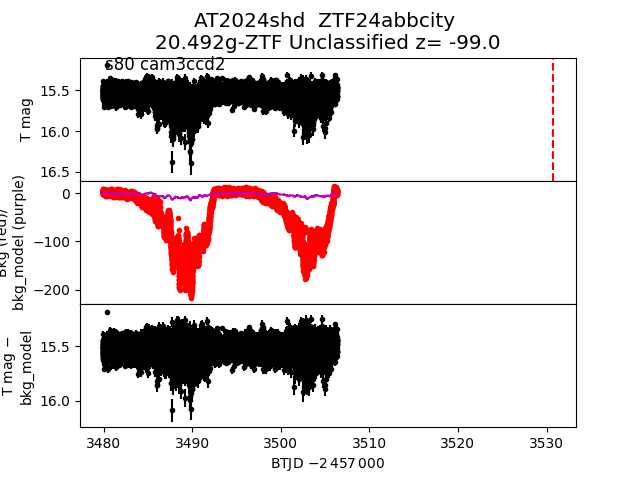 AT2024shd  ZTF24abbcity
20.492g-ZTF Unclassified z= -99.0
s80 cam3ccd2
T mag
15.5
16.0
16.5
Bkg (red)/
bkg_model (purple)
0
−100
−200
T mag −
bkg_model
15.5
16.0
3480 3490 3500 3510 3520 3530
BTJD −2 457 000